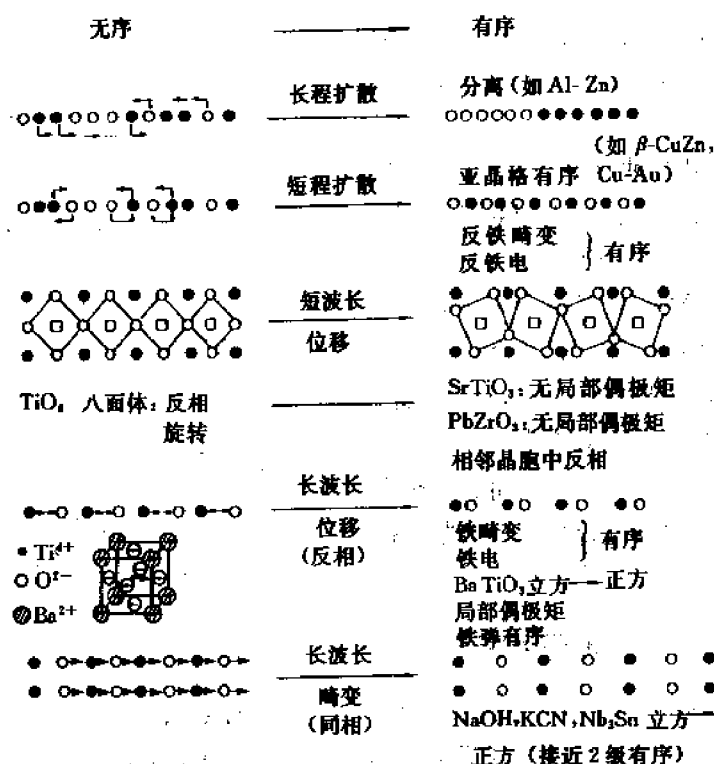 无序
有序
长程扩散
分离（如 Al-Zn）
（如 β-CuZn,
短程扩散
亚晶格有序 Cu-Au）
反铁畸变
反铁电
有序
短波长
位移
TiO₆ 八面体：反相
旋转
SrTiO₃：无局部偶极矩
PbZrO₃：无局部偶极矩
相邻晶胞中反相
长波长
位移
（反相）
铁畸变
铁电
有序
Ti⁴⁺
O²⁻
Ba²⁺
BaTiO₃立方——正方
局部偶极矩
铁弹有序
长波长
畸变
（同相）
NaOH,KCN,Nb₃Sn 立方——
正方（接近2级有序）